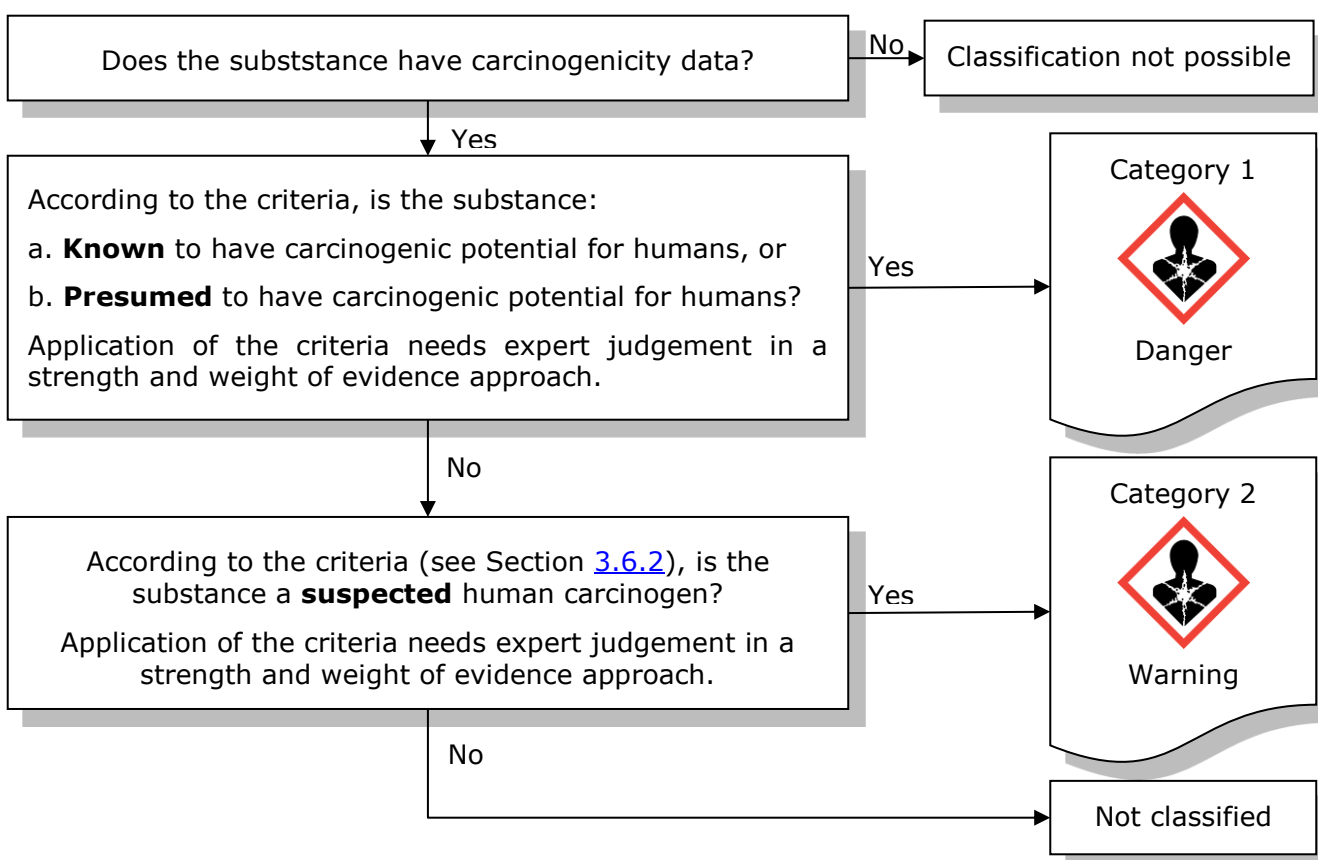 Does the subststance have carcinogenicity data?
No
Classification not possible
Yes
According to the criteria, is the substance:
a. Known to have carcinogenic potential for humans, or
b. Presumed to have carcinogenic potential for humans?
Application of the criteria needs expert judgement in a
strength and weight of evidence approach.
Yes
Category 1
Danger
No
According to the criteria (see Section 3.6.2), is the
substance a suspected human carcinogen?
Application of the criteria needs expert judgement in a
strength and weight of evidence approach.
Yes
Category 2
Warning
No
Not classified